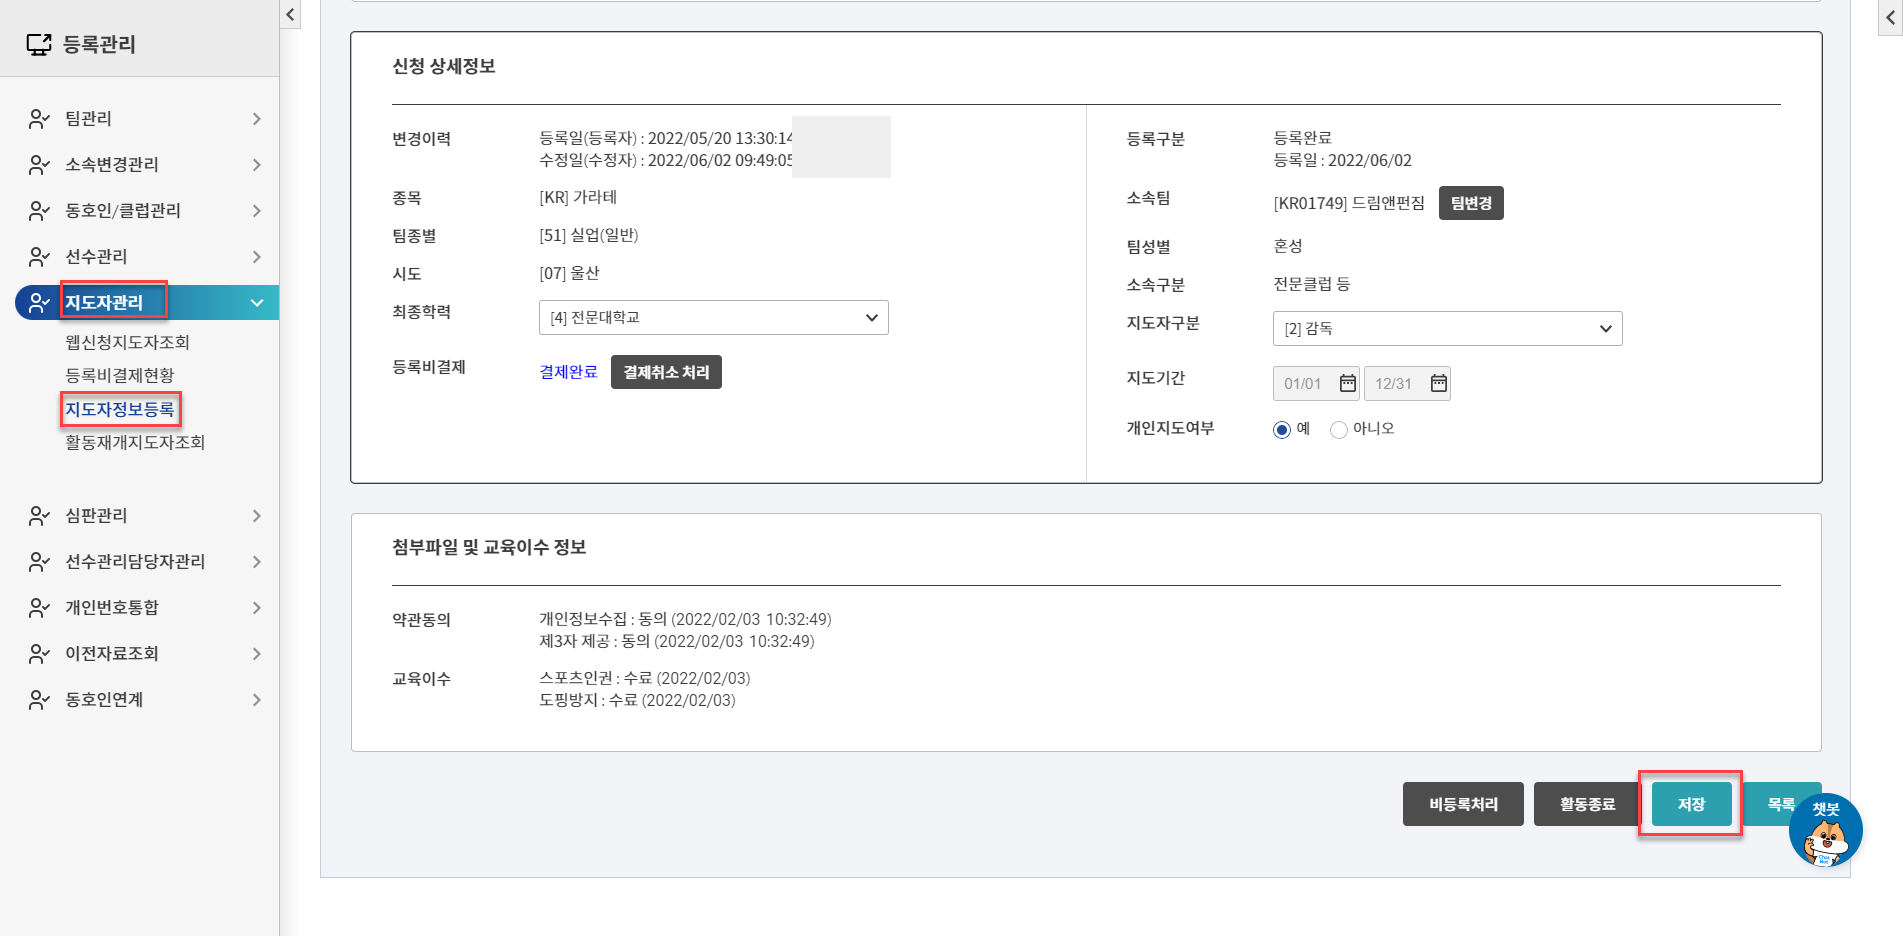 등록관리
팀관리
소속변경관리
동호인/클럽관리
선수관리
지도자관리
웹신청지도자조회
등록비결제현황
지도자정보등록
활동재개지도자조회
심판관리
선수관리담당자관리
개인번호통합
이전자료조회
동호인연계
신청 상세정보
변경이력
등록일(등록자) : 2022/05/20 13:30:14
수정일(수정자) : 2022/06/02 09:49:05
종목
[KR] 가라테
팀종별
[51] 실업(일반)
시도
[07] 울산
최종학력
[4] 전문대학교
등록비결제
결제완료 결제취소 처리
등록구분
등록완료
등록일 : 2022/06/02
소속팀
[KR01749] 드림앤펀짐 팀변경
팀성별
혼성
소속구분
전문클럽 등
지도자구분
[2] 감독
지도기간
01/01 12/31
개인지도여부
예 아니오
첨부파일 및 교육이수 정보
약관동의
개인정보수집 : 동의 (2022/02/03 10:32:49)
제3자 제공 : 동의 (2022/02/03 10:32:49)
교육이수
스포츠인권 : 수료 (2022/02/03)
도핑방지 : 수료 (2022/02/03)
비등록처리 활동종료 저장 목록
챗봇
Chat
Bot